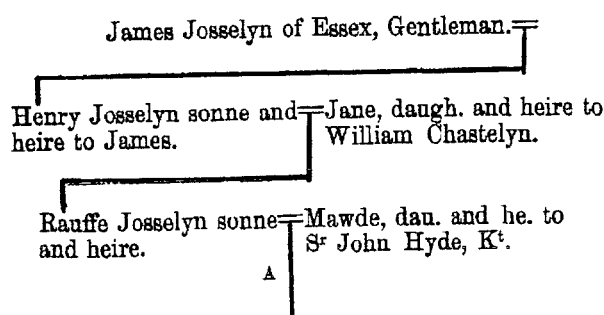 James Josselyn of Essex, Gentleman.
Henry Josselyn sonne and
heire to James.
Jane, daugh. and heire to
William Chastelyn.
Rauffe Josselyn sonne
and heire.
Mawde, dau. and he. to
Sʳ John Hyde, Kᵗ.
A